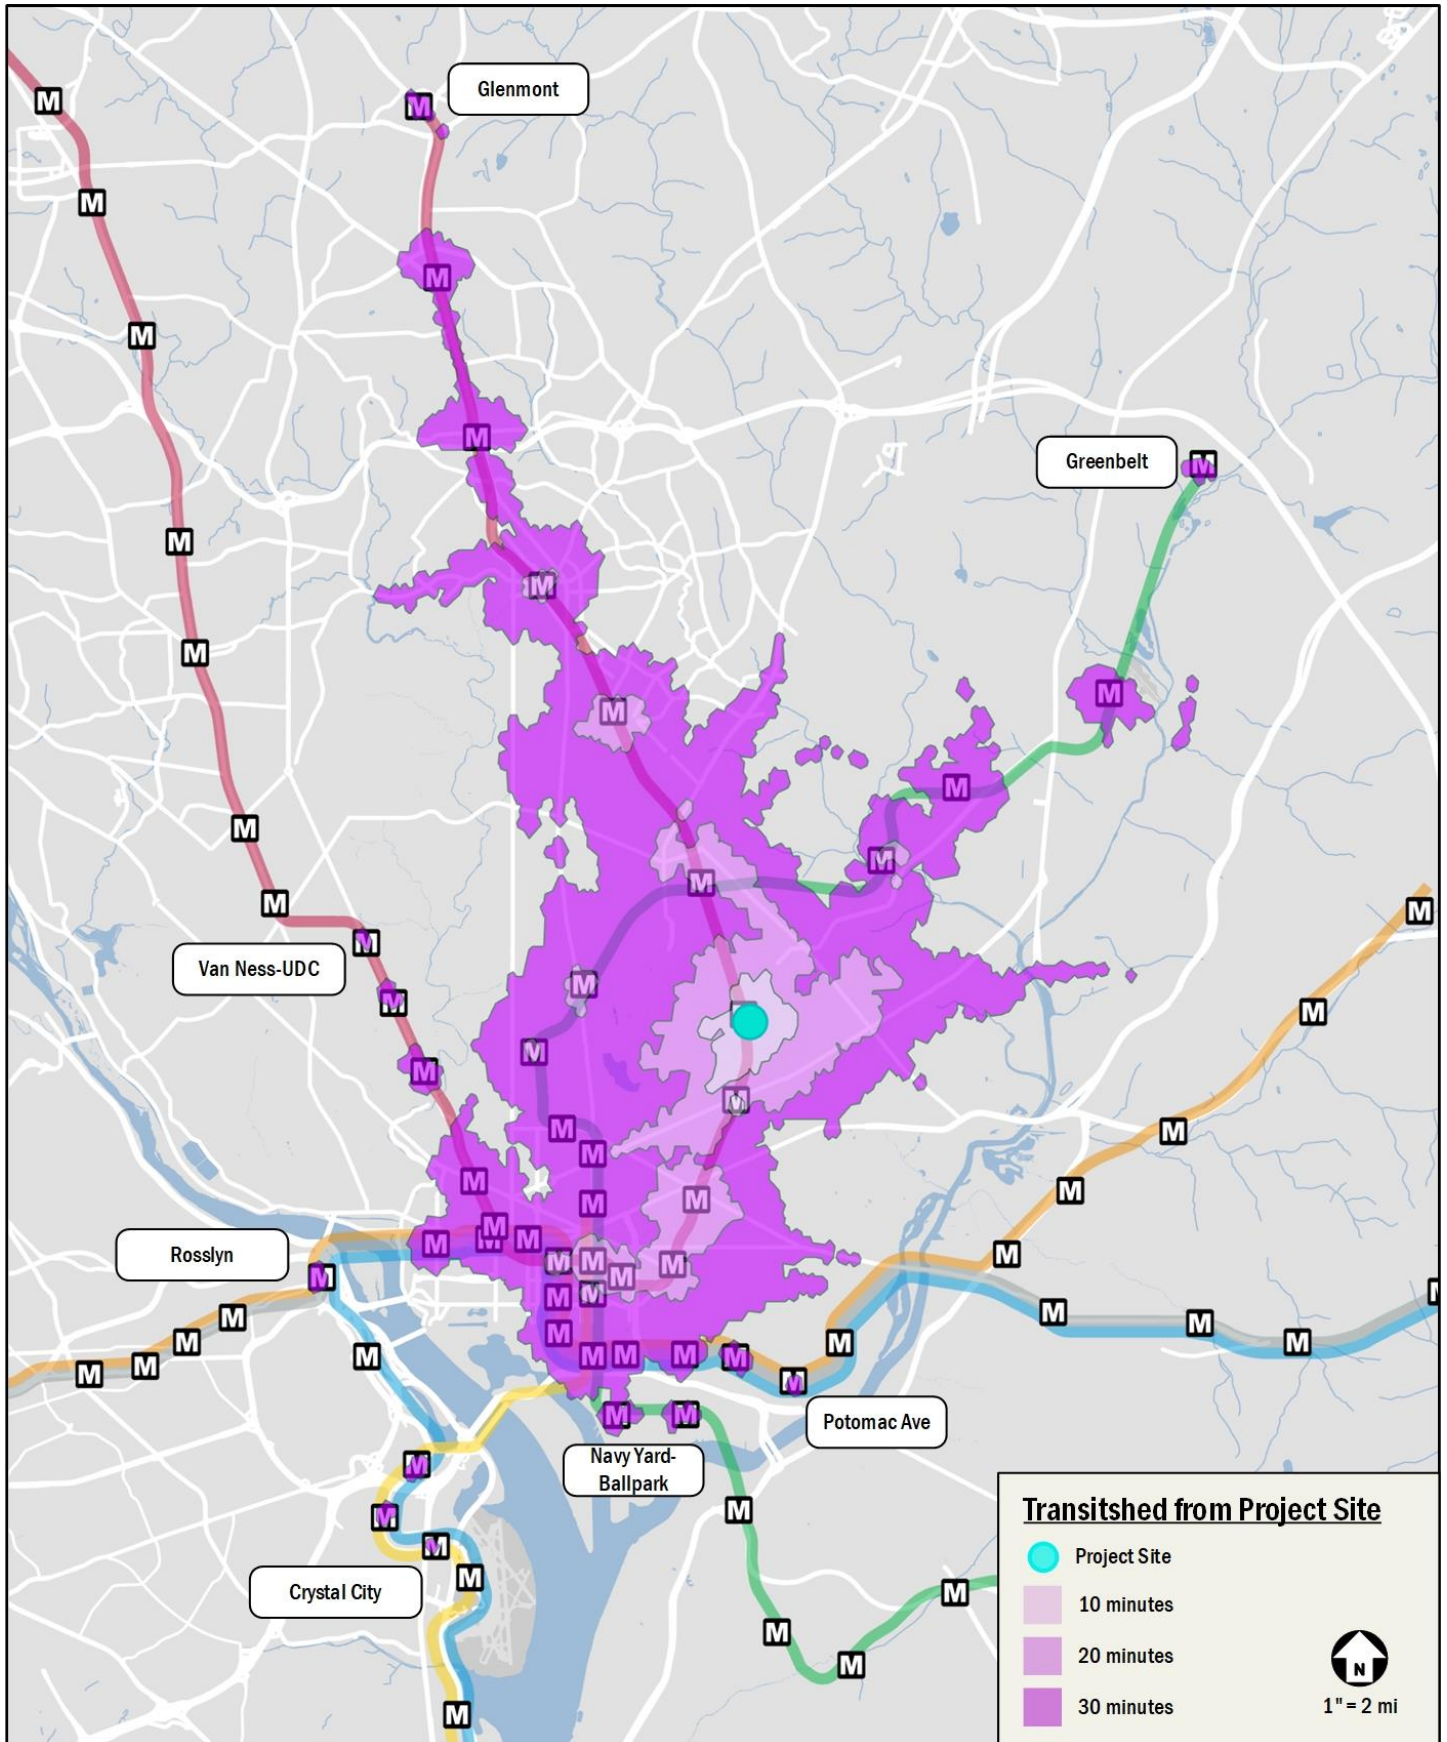 Glenmont
Greenbelt
Van Ness-UDC
Rosslyn
Potomac Ave
Navy Yard-
Ballpark
Crystal City
Transitshed from Project Site
Project Site
10 minutes
20 minutes
30 minutes
N
1" = 2 mi